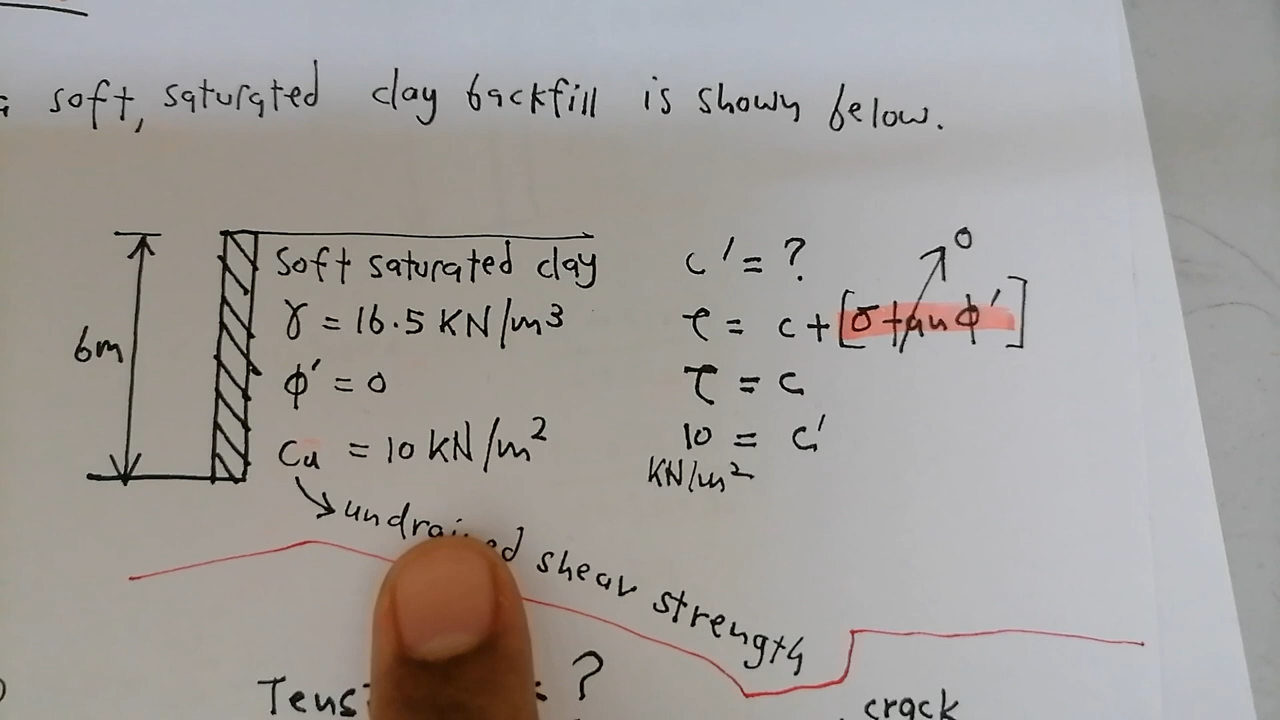 soft, saturated clay backfill is shown below.
6m
Soft saturated clay
γ = 16.5 KN/m3
ϕ' = 0
Cu = 10 KN/m²
undrained shear strength
c' = ?
τ = c + [σ tan ϕ']
0
τ = c
10 = c'
KN/m²
= ?
crack